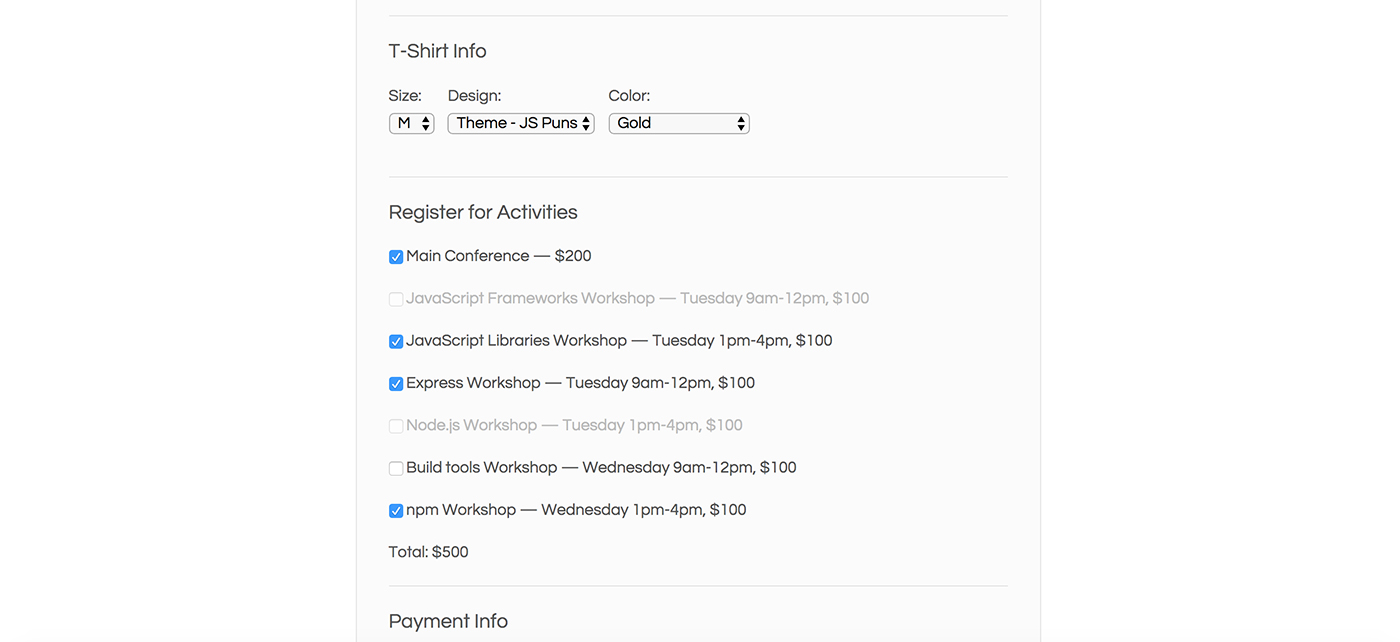 T-Shirt Info
Size: Design: Color:
M Theme - JS Puns Gold
Register for Activities
Main Conference — $200
JavaScript Frameworks Workshop — Tuesday 9am-12pm, $100
JavaScript Libraries Workshop — Tuesday 1pm-4pm, $100
Express Workshop — Tuesday 9am-12pm, $100
Node.js Workshop — Tuesday 1pm-4pm, $100
Build tools Workshop — Wednesday 9am-12pm, $100
npm Workshop — Wednesday 1pm-4pm, $100
Total: $500
Payment Info